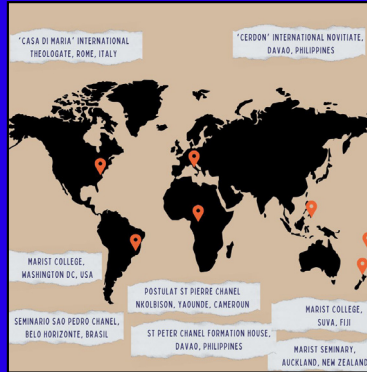 'CASA DI MARIA' INTERNATIONAL
THEOLOGATE, ROME, ITALY
'CERDON' INTERNATIONAL NOVITIATE,
DAVAO, PHILIPPINES
MARIST COLLEGE,
WASHINGTON DC, USA
POSTULAT ST PIERRE CHANEL
NKOLBISON, YAOUNDE, CAMEROUN
MARIST COLLEGE,
SUVA, FIJI
SEMINARIO SAO PEDRO CHANEL,
BELO HORIZONTE, BRASIL
ST PETER CHANEL FORMATION HOUSE,
DAVAO, PHILIPPINES
MARIST SEMINARY,
AUCKLAND, NEW ZEALAND